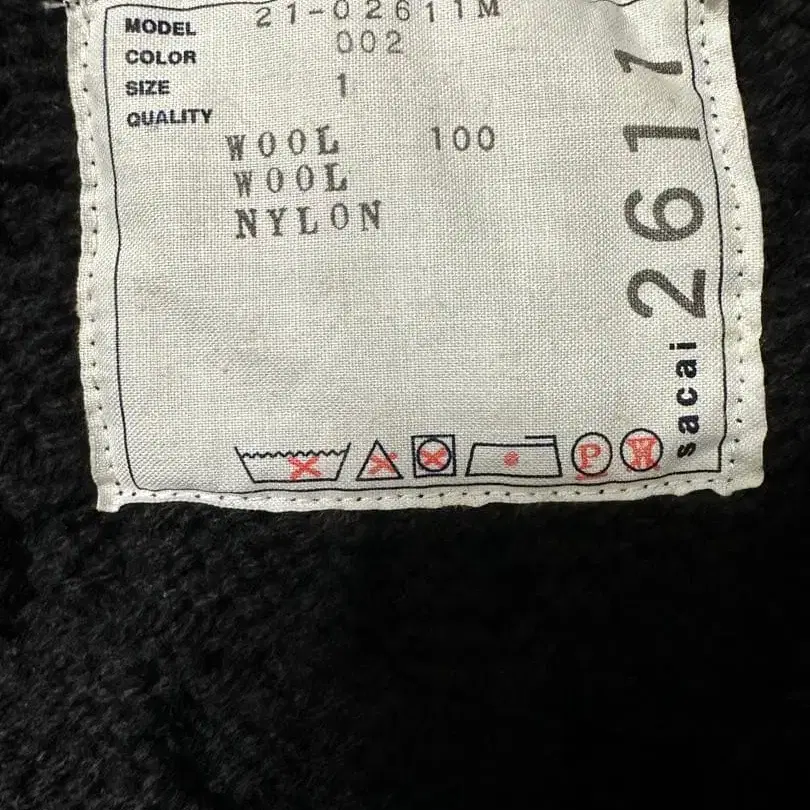 MODEL 21-02611M
COLOR 002
SIZE 1
QUALITY
WOOL 100
WOOL
NYLON
P W
sacai 2611